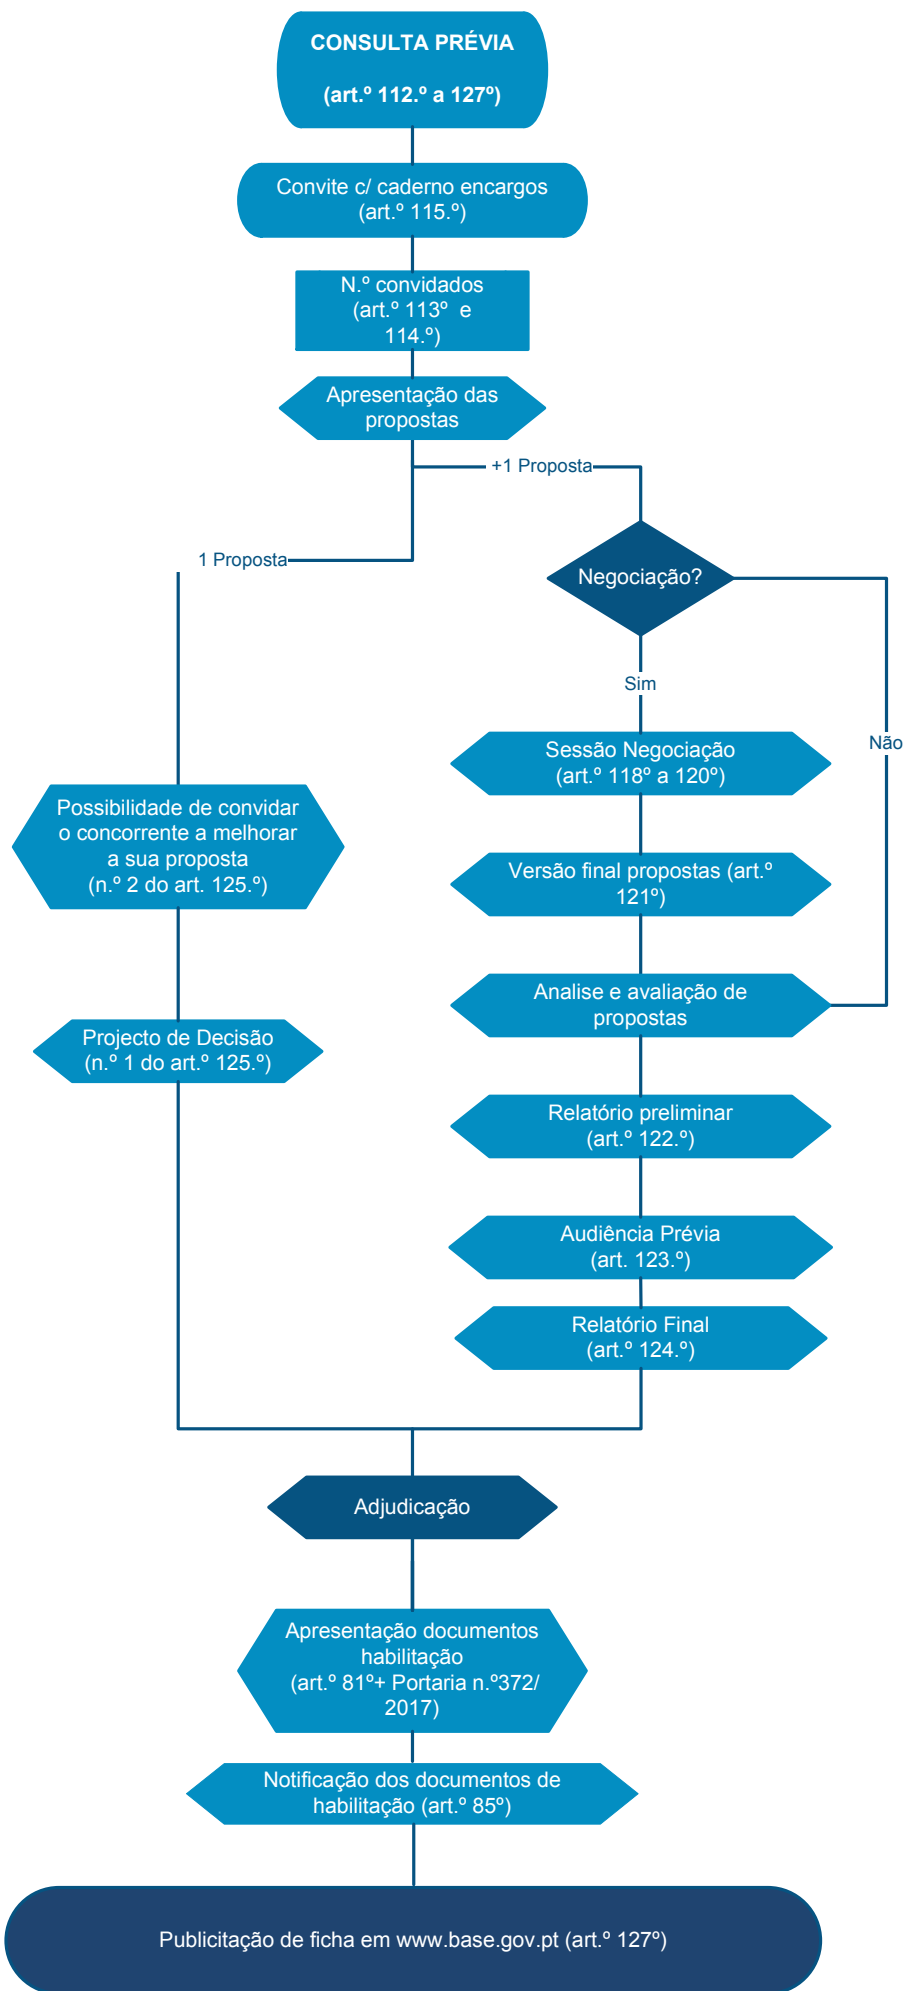 CONSULTA PRÉVIA
(art.º 112.º a 127º)
Convite c/ caderno encargos
(art.º 115.º)
N.º convidados
(art.º 113º e
114.º)
Apresentação das
propostas
+1 Proposta
1 Proposta
Negociação?
Sim
Não
Sessão Negociação
(art.º 118º a 120º)
Possibilidade de convidar
o concorrente a melhorar
a sua proposta
(n.º 2 do art. 125.º)
Versão final propostas (art.º
121º)
Analise e avaliação de
propostas
Projecto de Decisão
(n.º 1 do art.º 125.º)
Relatório preliminar
(art.º 122.º)
Audiência Prévia
(art. 123.º)
Relatório Final
(art.º 124.º)
Adjudicação
Apresentação documentos
habilitação
(art.º 81º+ Portaria n.º372/
2017)
Notificação dos documentos de
habilitação (art.º 85º)
Publicitação de ficha em www.base.gov.pt (art.º 127º)